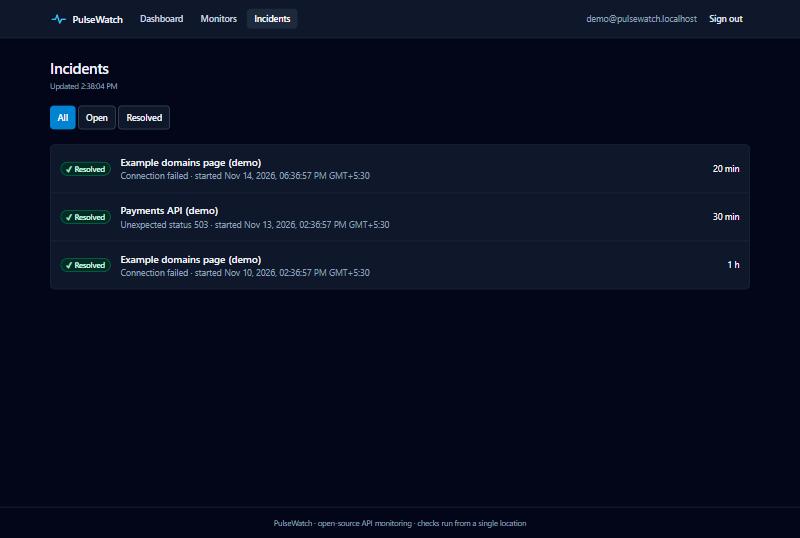 PulseWatch Dashboard Monitors Incidents demo@pulsewatch.localhost Sign out
Incidents
Updated 2:38:04 PM
All Open Resolved
✓ Resolved Example domains page (demo) 20 min
Connection failed · started Nov 14, 2026, 06:36:57 PM GMT+5:30
✓ Resolved Payments API (demo) 30 min
Unexpected status 503 · started Nov 13, 2026, 02:36:57 PM GMT+5:30
✓ Resolved Example domains page (demo) 1 h
Connection failed · started Nov 10, 2026, 02:36:57 PM GMT+5:30
PulseWatch · open-source API monitoring · checks run from a single location